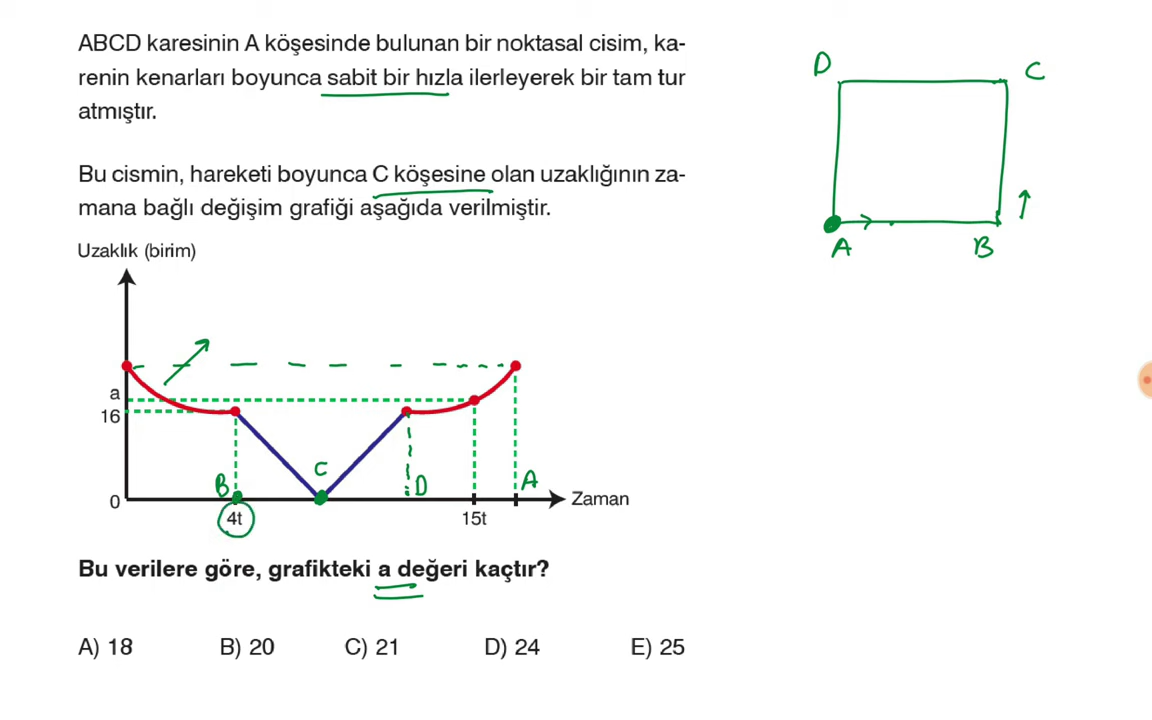 ABCD karesinin A köşesinde bulunan bir noktasal cisim, ka-
renin kenarları boyunca sabit bir hızla ilerleyerek bir tam tur
atmıştır.
D
C
A
B
Bu cismin, hareketi boyunca C köşesine olan uzaklığının za-
mana bağlı değişim grafiği aşağıda verilmiştir.
Uzaklık (birim)
a
16
0
B
C
D
A
Zaman
4t
15t
Bu verilere göre, grafikteki a değeri kaçtır?
A) 18 B) 20 C) 21 D) 24 E) 25